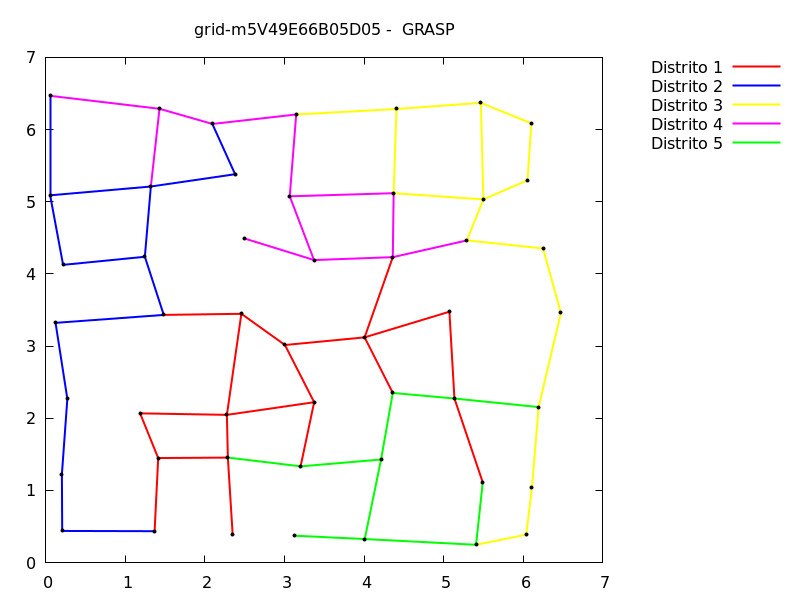 grid-m5V49E66B05D05 -  GRASP
Distrito 1
Distrito 2
Distrito 3
Distrito 4
Distrito 5
7
6
5
4
3
2
1
0
0 1 2 3 4 5 6 7